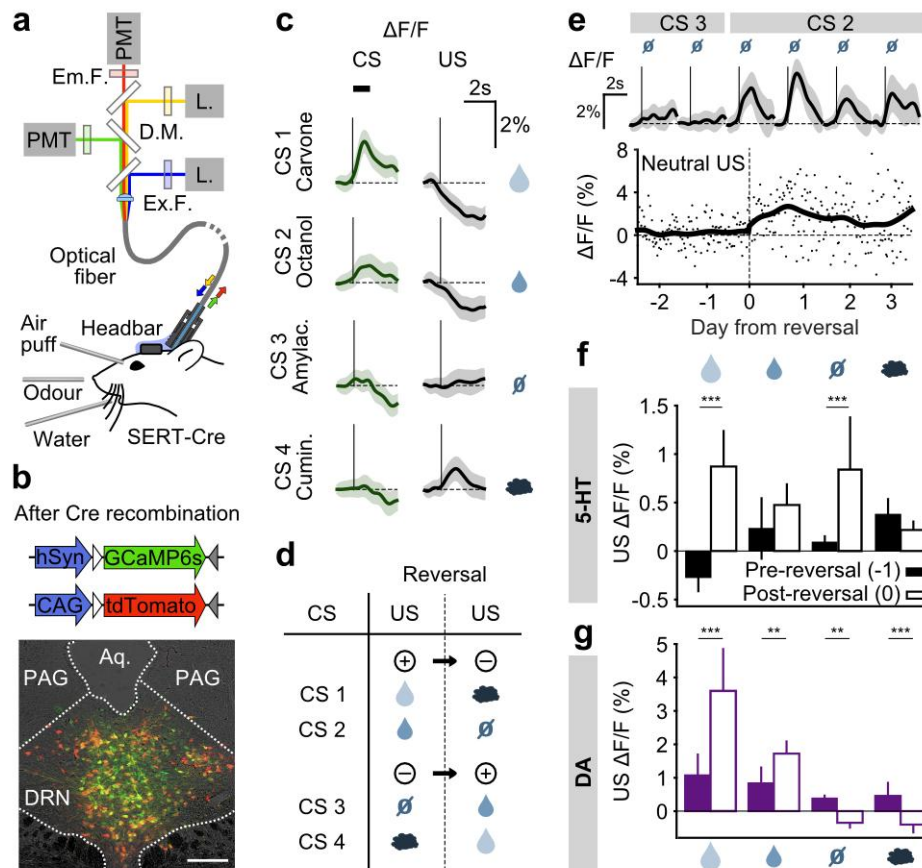 a
PMT
Em.F.
L.
PMT
D.M.
L.
Ex.F.
Optical
fiber
Headbar
Air
puff
Odour
Water
SERT-Cre
b
After Cre recombination
hSyn
GCaMP6s
CAG
tdTomato
Aq.
PAG
PAG
DRN
c
ΔF/F
CS
US
2s
2%
CS 1
Carvone
CS 2
Octanol
CS 3
Amylac.
CS 4
Cumin.
d
Reversal
CS
US
US
+
−
CS 1
CS 2
Ø
−
+
CS 3
Ø
CS 4
e
CS 3
CS 2
Ø Ø Ø Ø Ø Ø
ΔF/F
2s
2%
Neutral US
ΔF/F (%)
8
4
0
-4
-2 -1 0 1 2 3
Day from reversal
f
Ø
5-HT
US ΔF/F (%)
1.5
1
0.5
0
-0.5
*** ***
Pre-reversal (-1)
Post-reversal (0)
g
DA
US ΔF/F (%)
*** ** ** ***
5
4
3
2
1
0
Ø